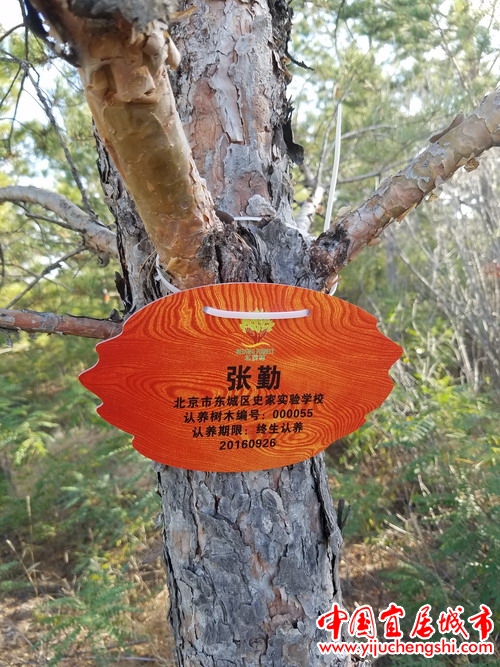 张勤
北京市东城区史家实验学校
认养树木编号：000055
认养期限：终生认养
20160926
中国宜居城市
www.yijuchengshi.com